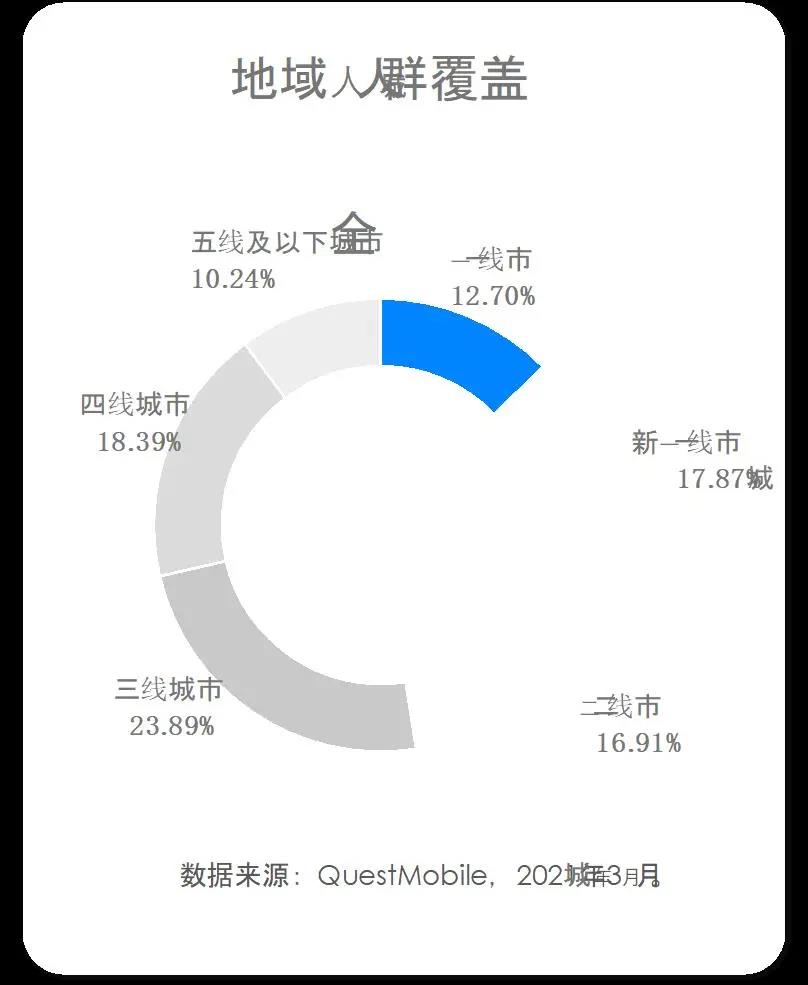 地域人群覆盖
全
五线及以下城市
10.24%
一线市
12.70%
四线城市
18.39%
新一线市
17.87%
城
三线城市
23.89%
二线市
16.91%
数据来源：QuestMobile，2021年3月